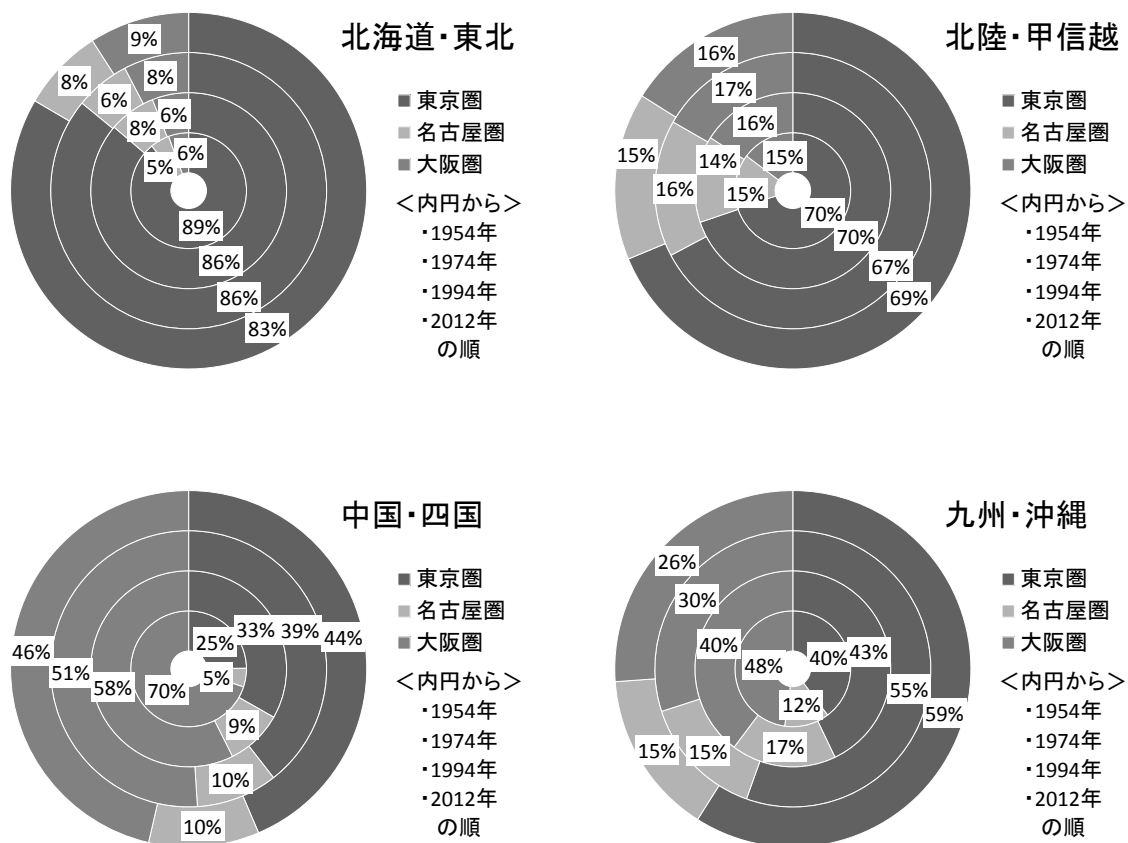 北海道・東北
9%
8%
8%
6%
8%
6%
5%
6%
89%
86%
86%
83%
■東京圏
■名古屋圏
■大阪圏
<内円から>
・1954年
・1974年
・1994年
・2012年
の順
北陸・甲信越
16%
17%
16%
15%
15%
14%
16%
15%
70%
70%
67%
69%
■東京圏
■名古屋圏
■大阪圏
<内円から>
・1954年
・1974年
・1994年
・2012年
の順
中国・四国
25%
33%
39%
44%
46%
51%
58%
70%
5%
9%
10%
10%
■東京圏
■名古屋圏
■大阪圏
<内円から>
・1954年
・1974年
・1994年
・2012年
の順
九州・沖縄
26%
30%
40%
48%
40%
43%
55%
59%
12%
17%
15%
15%
■東京圏
■名古屋圏
■大阪圏
<内円から>
・1954年
・1974年
・1994年
・2012年
の順